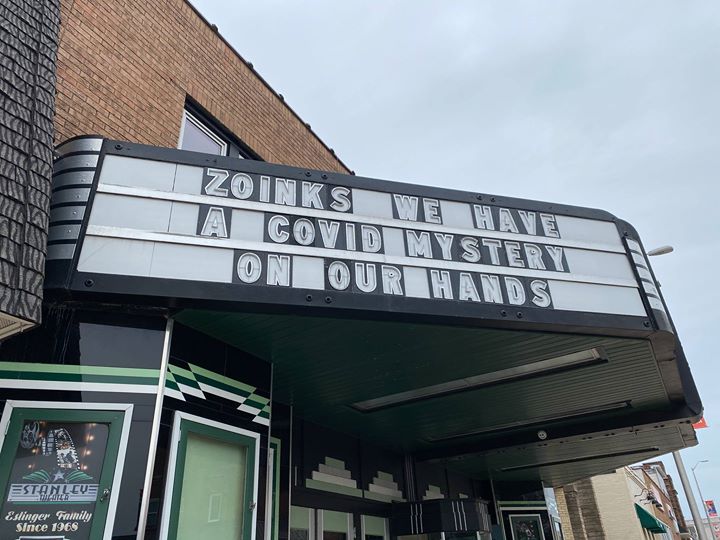 ZOINKS WE HAVE
A COVID MYSTERY
ON OUR HANDS
STANLEY
THEATER
Eslinger Family
Since 1968